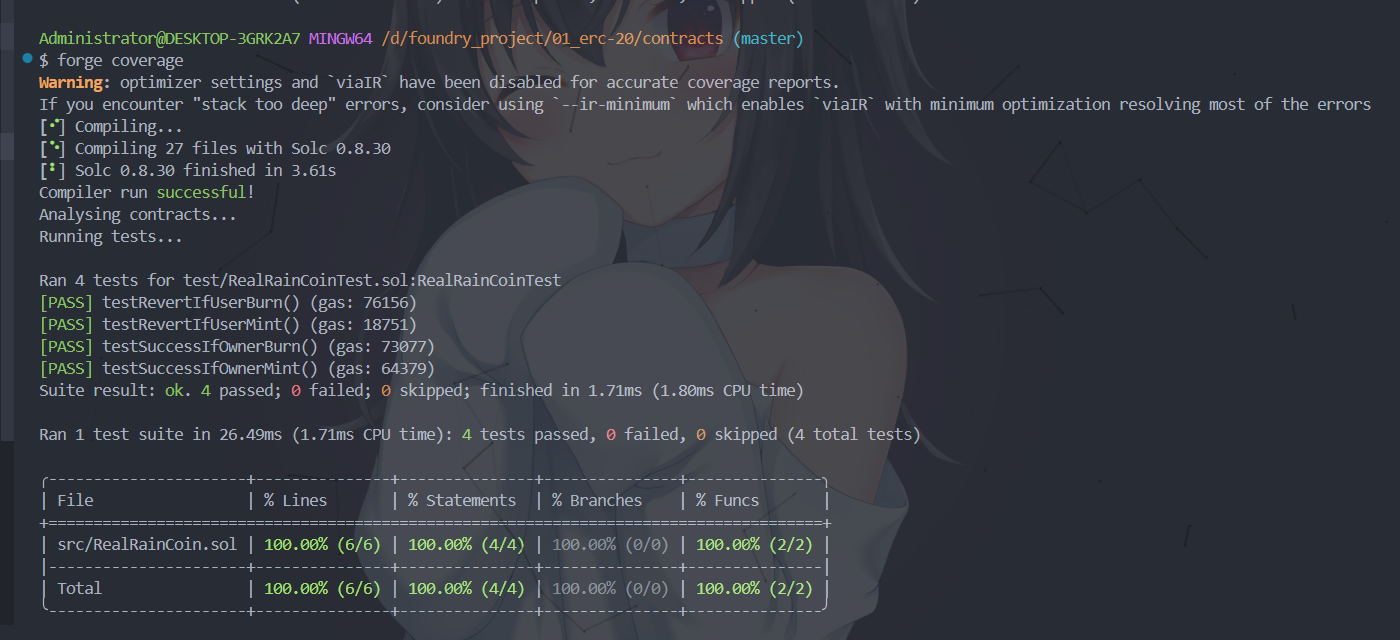 Administrator@DESKTOP-3GRK2A7 MINGW64 /d/foundry_project/01_erc-20/contracts (master)
$ forge coverage
Warning: optimizer settings and `viaIR` have been disabled for accurate coverage reports.
If you encounter "stack too deep" errors, consider using `--ir-minimum` which enables `viaIR` with minimum optimization resolving most of the errors
[⠊] Compiling...
[⠑] Compiling 27 files with Solc 0.8.30
[⠃] Solc 0.8.30 finished in 3.61s
Compiler run successful!
Analysing contracts...
Running tests...
Ran 4 tests for test/RealRainCoinTest.sol:RealRainCoinTest
[PASS] testRevertIfUserBurn() (gas: 76156)
[PASS] testRevertIfUserMint() (gas: 18751)
[PASS] testSuccessIfOwnerBurn() (gas: 73077)
[PASS] testSuccessIfOwnerMint() (gas: 64379)
Suite result: ok. 4 passed; 0 failed; 0 skipped; finished in 1.71ms (1.80ms CPU time)
Ran 1 test suite in 26.49ms (1.71ms CPU time): 4 tests passed, 0 failed, 0 skipped (4 total tests)
| File | % Lines | % Statements | % Branches | % Funcs |
| src/RealRainCoin.sol | 100.00% (6/6) | 100.00% (4/4) | 100.00% (0/0) | 100.00% (2/2) |
| Total | 100.00% (6/6) | 100.00% (4/4) | 100.00% (0/0) | 100.00% (2/2) |